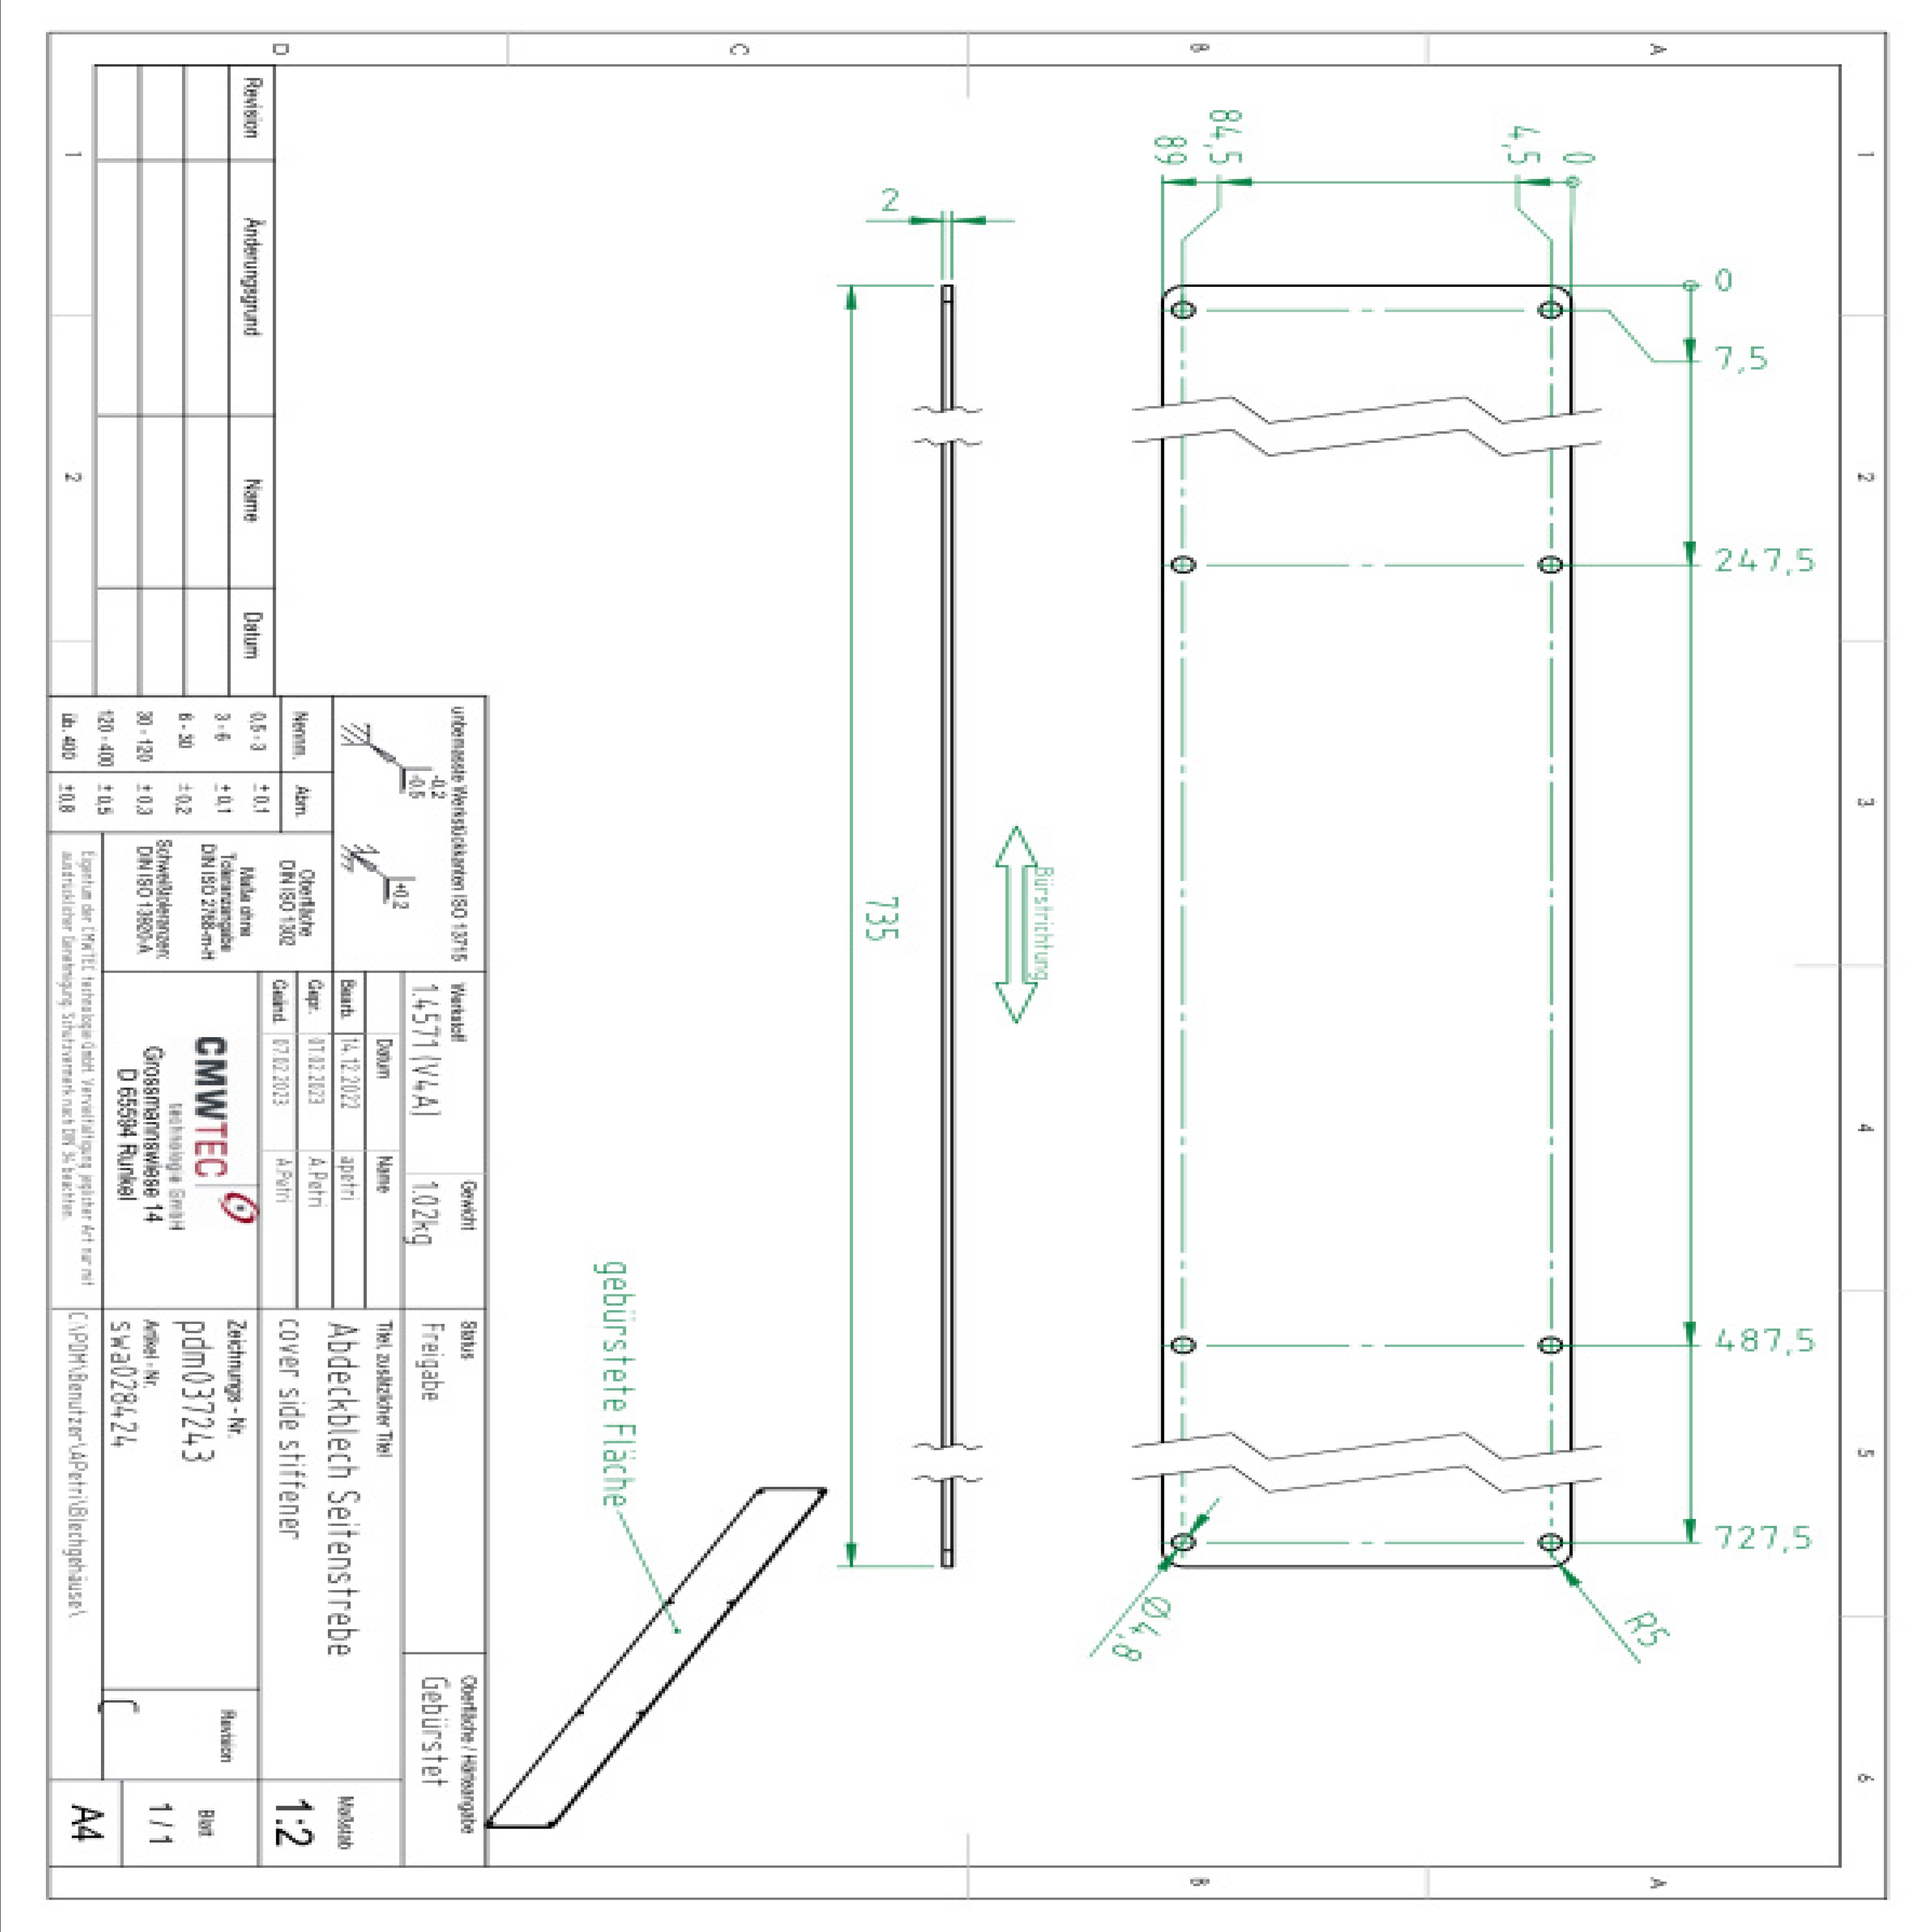 D
C
B
A
1
2
3
4
5
6
1
2
B
A
0
4,5
84,5
89
0
7,5
247,5
487,5
727,5
R5
Ø4,8
2
735
Bürstrichtung
gebürstete Fläche
Revision
Änderungsgrund
Name
Datum
unbemasste Werkstückkanten ISO 13715
-0,2
-0,5
+0,2
Nennm.
Abm.
0,5 - 3
± 0,1
3 - 6
± 0,1
6 - 30
± 0,2
30 - 120
± 0,3
120 - 400
± 0,5
üb. 400
± 0,8
Oberfläche
DIN ISO 1302
Maße ohne
Toleranzangabe
DIN ISO 2768-m-H
Schweißtoleranzen:
DIN ISO 13920-A
Werkstoff
1.4571 (V4A)
Gewicht
1.02kg
Status
Freigabe
Oberfläche / Härteangabe
Gebürstet
Datum
Name
Bearb.
14.12.2022
apetri
Gepr.
07.02.2023
A.Petri
Geänd.
07.02.2023
A.Petri
Titel, zusätzlicher Titel
Abdeckblech Seitenstrebe
cover side stiffener
Maßstab
1:2
CMWTEC
technologie GmbH
Grossmannswiese 14
D 65594 Runkel
Zeichnungs - Nr.
pdm037243
Artikel - Nr.
swa028424
Revision
Blatt
1 / 1
Eigentum der CMWTEC technologie GmbH. Vervielfältigung jeglicher Art nur mit
ausdrücklicher Genehmigung. Schutzvermerk nach DIN 34 beachten.
C:\PDM\Benutzer\APetri\Blechgehäuse\
A4